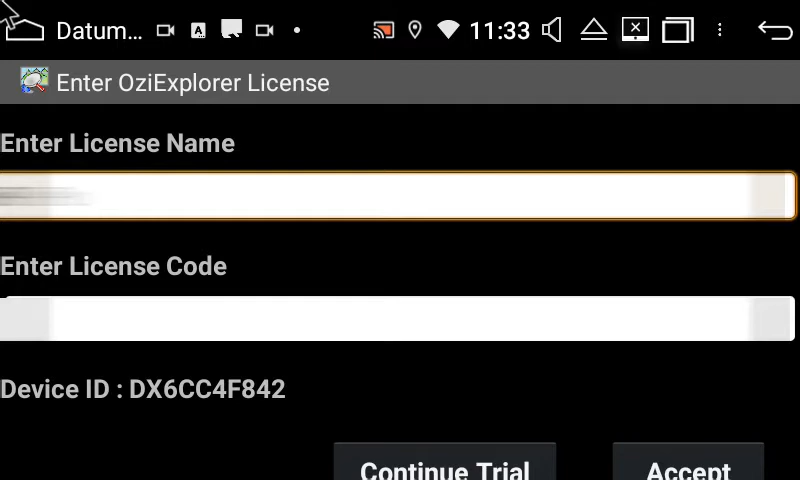 Datum... 11:33
Enter OziExplorer License
Enter License Name
Enter License Code
Device ID : DX6CC4F842
Continue Trial Accept